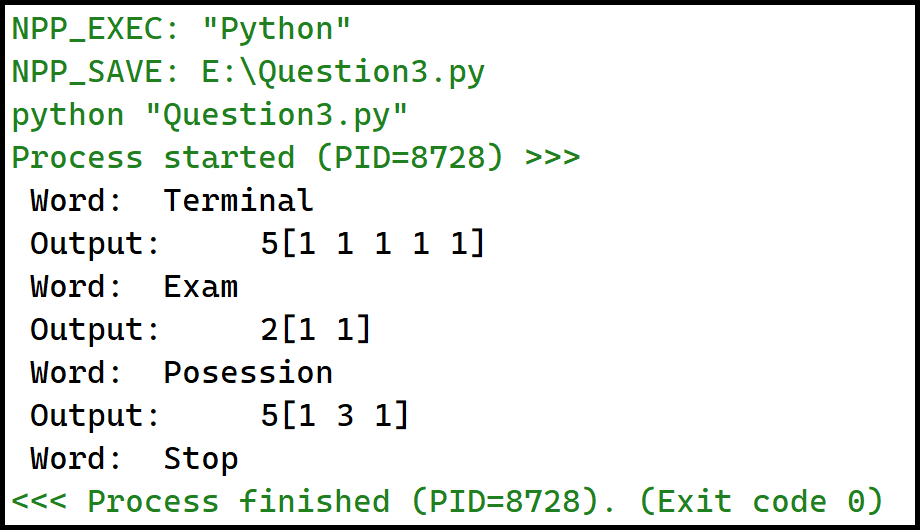 NPP_EXEC: "Python"
NPP_SAVE: E:\Question3.py
python "Question3.py"
Process started (PID=8728) >>>
Word:  Terminal
Output:     5[1 1 1 1 1]
Word:  Exam
Output:     2[1 1]
Word:  Posession
Output:     5[1 3 1]
Word:  Stop
<<< Process finished (PID=8728). (Exit code 0)